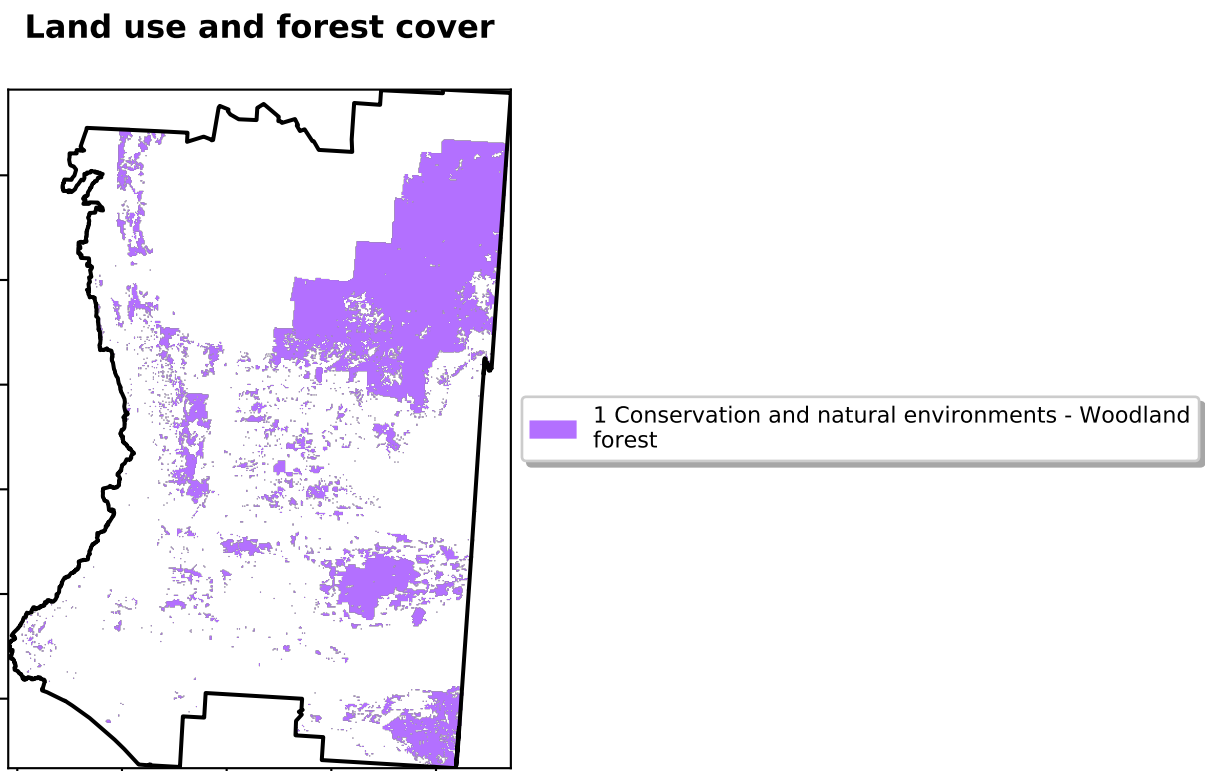 Land use and forest cover
1 Conservation and natural environments - Woodland
forest